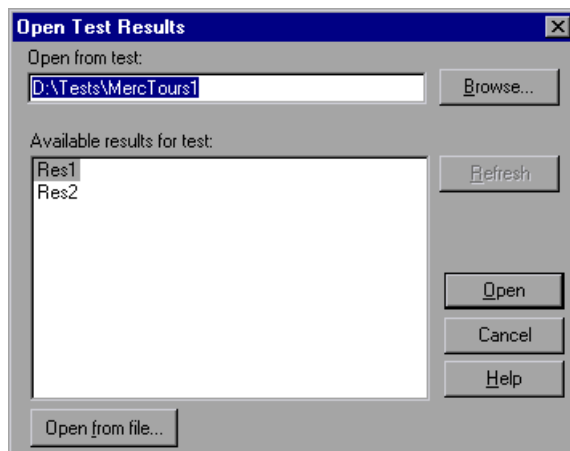 Open Test Results
Open from test:
D:\Tests\MercTours1
Browse...
Available results for test:
Res1
Refresh
Res2
Open
Cancel
Help
Open from file...